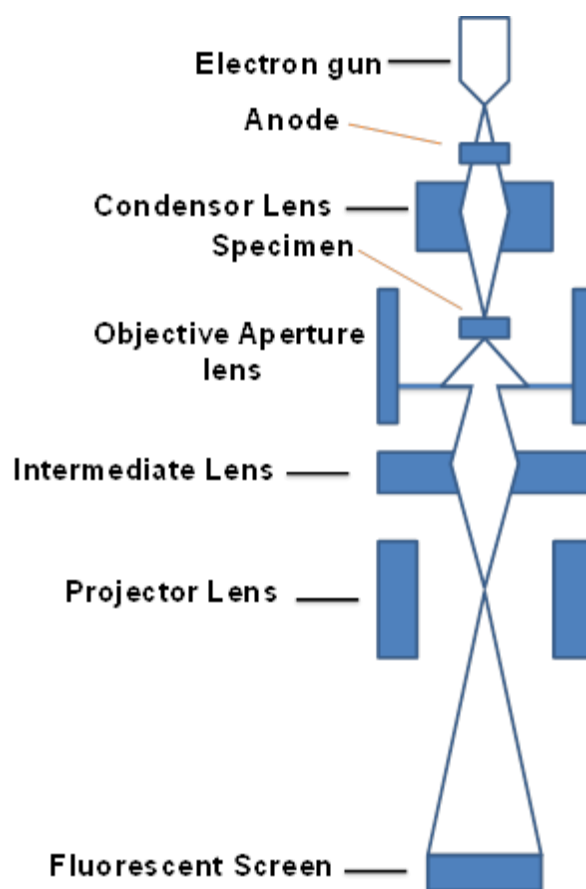 Electron gun
Anode
Condensor Lens
Specimen
Objective Aperture
lens
Intermediate Lens
Projector Lens
Fluorescent Screen